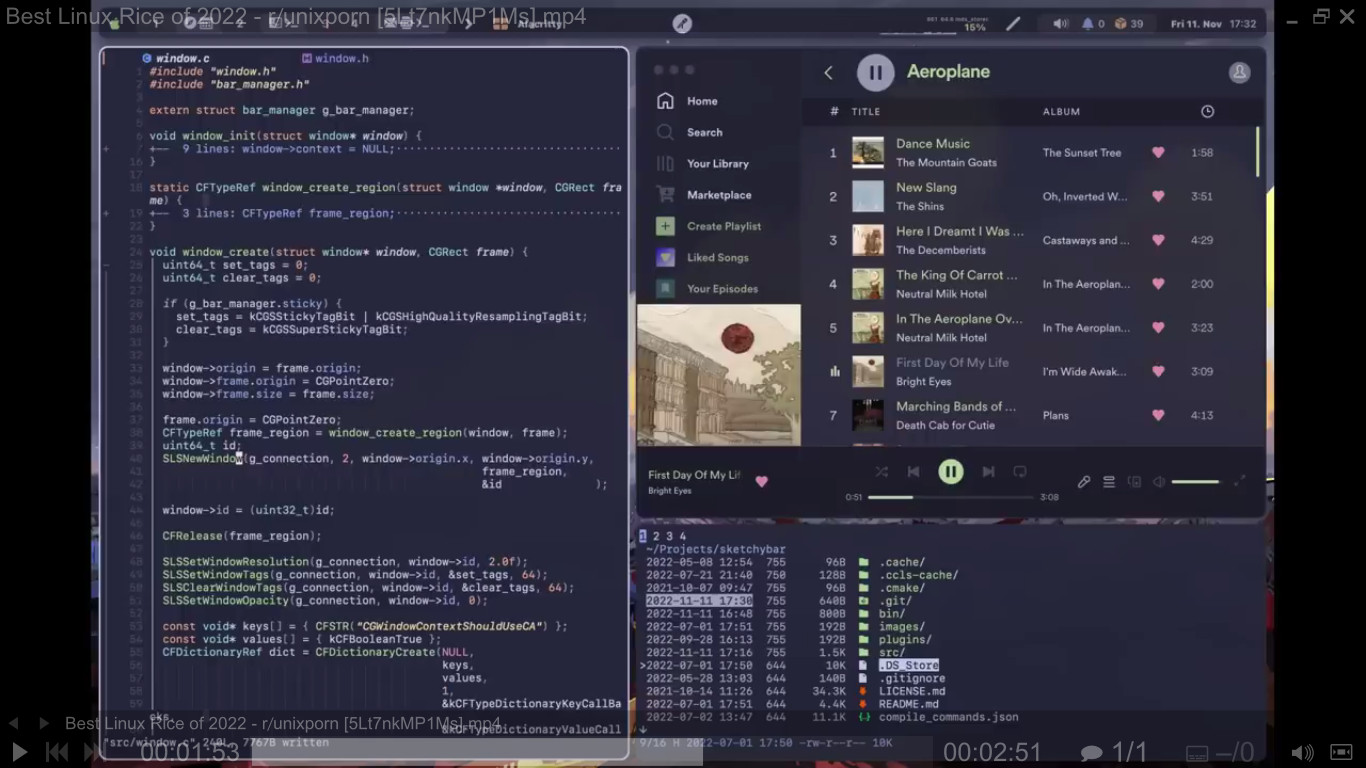 Best Linux Rice of 2022 - r/unixporn [5Lt7nkMP1Ms].mp4
15%
0
39
Fri 11. Nov 17:32
window.c
window.h
#include "window.h"
#include "bar_manager.h"
extern struct bar_manager g_bar_manager;
void window_init(struct window* window) {
+-- 9 lines: window->context = NULL;
}
static CFTypeRef window_create_region(struct window *window, CGRect fra
me) {
+-- 3 lines: CFTypeRef frame_region;
}
void window_create(struct window* window, CGRect frame) {
uint64_t set_tags = 0;
uint64_t clear_tags = 0;
if (g_bar_manager.sticky) {
set_tags = kCGSStickyTagBit | kCGSHighQualityResamplingTagBit;
clear_tags = kCGSSuperStickyTagBit;
}
window->origin = frame.origin;
window->frame.origin = CGPointZero;
window->frame.size = frame.size;
frame.origin = CGPointZero;
CFTypeRef frame_region = window_create_region(window, frame);
uint64_t id;
SLSNewWindow(g_connection, 2, window->origin.x, window->origin.y,
frame_region,
&id );
window->id = (uint32_t)id;
CFRelease(frame_region);
SLSSetWindowResolution(g_connection, window->id, 2.0f);
SLSSetWindowTags(g_connection, window->id, &set_tags, 64);
SLSClearWindowTags(g_connection, window->id, &clear_tags, 64);
SLSSetWindowOpacity(g_connection, window->id, 0);
const void* keys[] = { CFSTR("CGWindowContextShouldUseCA") };
const void* values[] = { kCFBooleanTrue };
CFDictionaryRef dict = CFDictionaryCreate(NULL,
keys,
values,
1,
&kCFTypeDictionaryKeyCallBa
cks,
&kCFTypeDictionaryValueCall
"src/window.c" 240L, 7767B written
Home
Search
Your Library
Marketplace
Create Playlist
Liked Songs
Your Episodes
Aeroplane
# TITLE ALBUM
1 Dance Music The Sunset Tree 1:58
The Mountain Goats
2 New Slang Oh, Inverted W... 3:51
The Shins
3 Here I Dreamt I Was ... Castaways and ... 4:29
The Decemberists
4 The King Of Carrot ... In The Aeroplan... 2:00
Neutral Milk Hotel
5 In The Aeroplane Ov... In The Aeroplan... 3:23
Neutral Milk Hotel
First Day Of My Life I'm Wide Awak... 3:09
Bright Eyes
7 Marching Bands of ... Plans 4:13
Death Cab for Cutie
First Day Of My Lif
Bright Eyes
0:51
3:08
1 2 3 4
~/Projects/sketchybar
2022-05-08 12:54 755 96B .cache/
2022-07-21 21:40 750 128B .ccls-cache/
2021-10-07 09:47 755 96B .cmake/
2022-11-11 17:30 755 640B .git/
2022-11-11 16:48 755 800B bin/
2022-07-01 17:51 755 192B images/
2022-09-28 16:13 755 192B plugins/
2022-11-11 17:16 755 1.5K src/
>2022-07-01 17:50 644 10K .DS_Store
2022-05-28 13:03 644 140B .gitignore
2021-10-14 11:26 644 34.3K LICENSE.md
2022-07-01 17:51 644 4.4K README.md
2022-07-02 13:47 644 11.1K compile_commands.json
9/16 H 2022-07-01 17:50 -rw-r--r-- 10K
Best Linux Rice of 2022 - r/unixporn [5Lt7nkMP1Ms].mp4
00:01:53
00:02:51
1/1
–/0